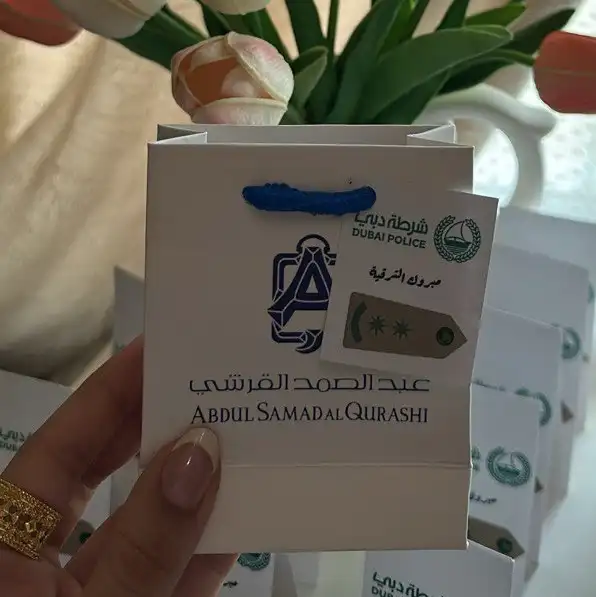 شرطة دبي
DUBAI POLICE
مبروك الترقية
عبد الصمد القرشي
ABDUL SAMAD AL QURASHI